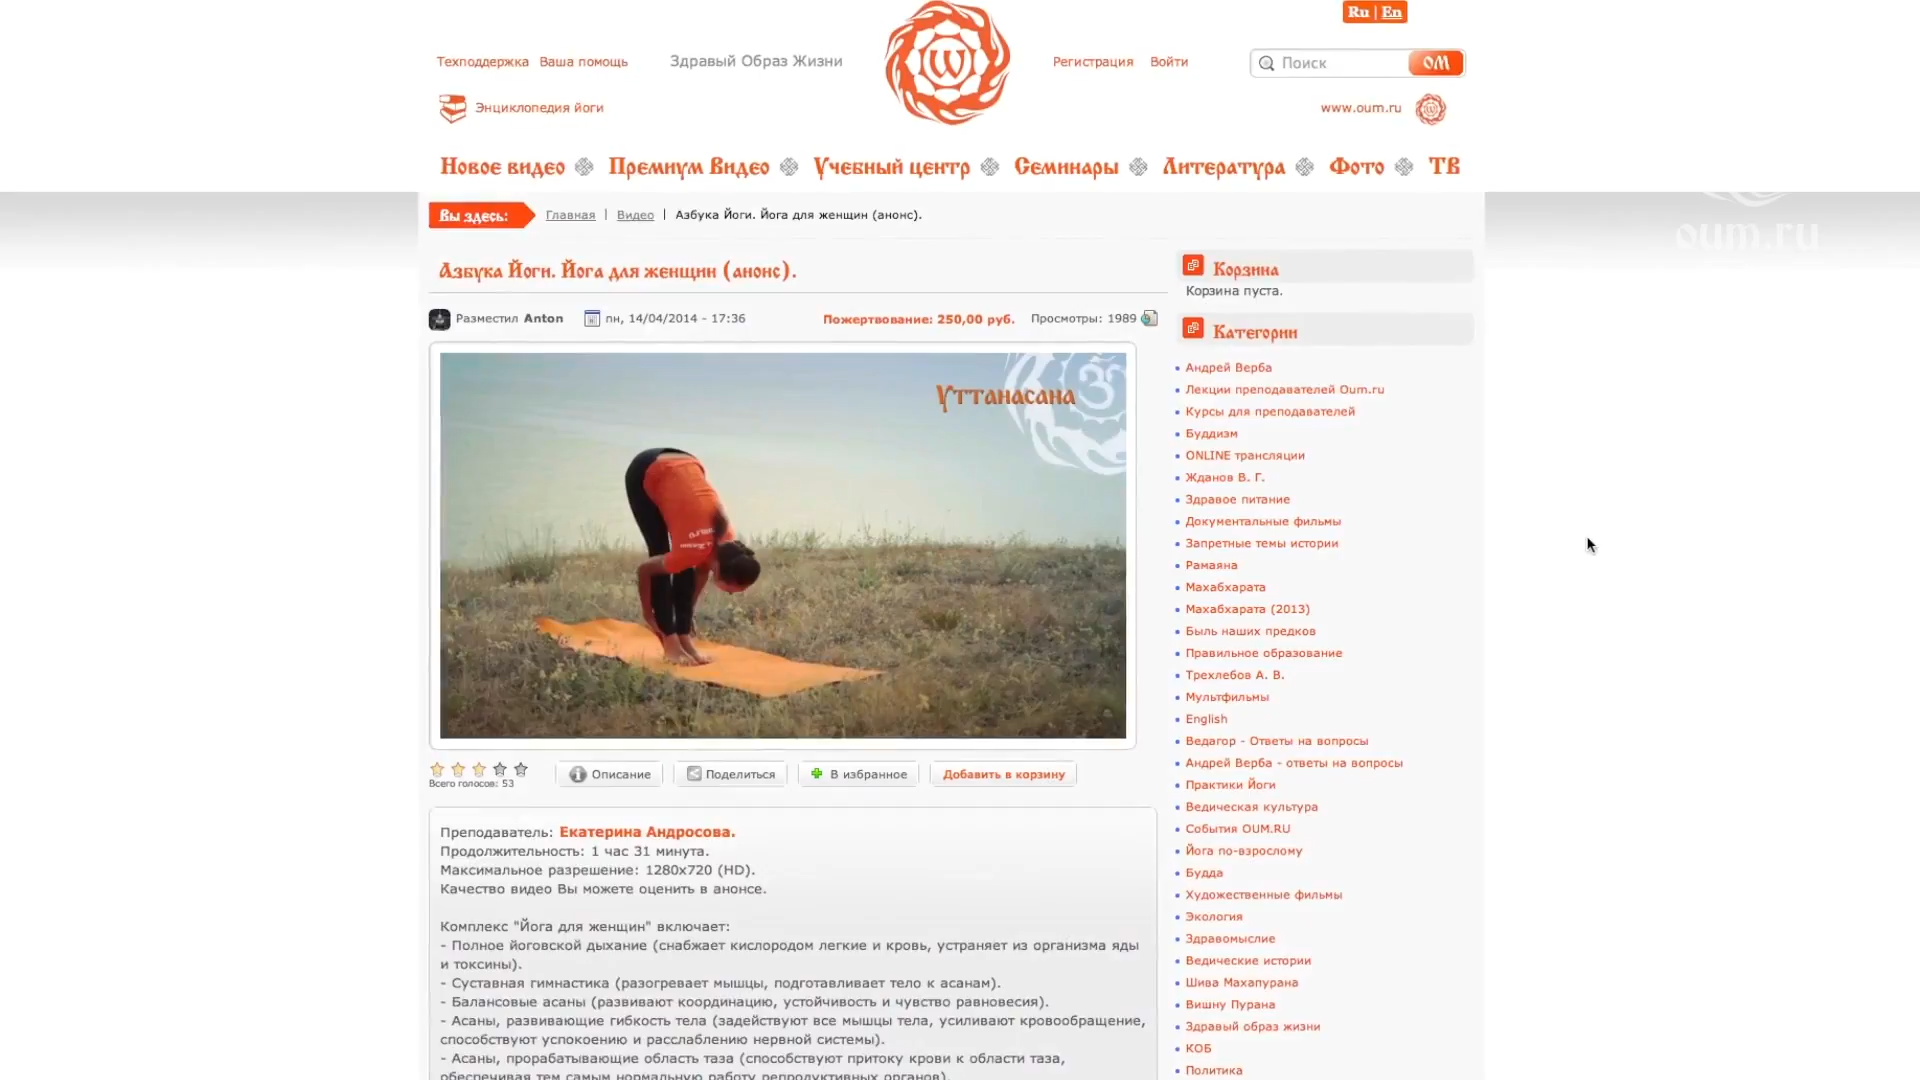 Ru | En
Техподдержка Ваша помощь Здравый Образ Жизни Регистрация Войти Поиск ОМ
Энциклопедия йоги www.oum.ru
Новое видео Премиум Видео Учебный центр Семинары Литература Фото ТВ
oum.ru
Вы здесь: Главная | Видео | Азбука Йоги. Йога для женщин (анонс).
Азбука Йоги. Йога для женщин (анонс).
Разместил Anton пн, 14/04/2014 - 17:36 Пожертвование: 250,00 руб. Просмотры: 1989
Уттанасана
Всего голосов: 53
Описание Поделиться В избранное Добавить в корзину
Преподаватель: Екатерина Андросова.
Продолжительность: 1 час 31 минута.
Максимальное разрешение: 1280х720 (HD).
Качество видео Вы можете оценить в анонсе.
Комплекс "Йога для женщин" включает:
- Полное йоговской дыхание (снабжает кислородом легкие и кровь, устраняет из организма яды
и токсины).
- Суставная гимнастика (разогревает мышцы, подготавливает тело к асанам).
- Балансовые асаны (развивают координацию, устойчивость и чувство равновесия).
- Асаны, развивающие гибкость тела (задействуют все мышцы тела, усиливают кровообращение,
способствуют успокоению и расслаблению нервной системы).
- Асаны, прорабатывающие область таза (способствуют притоку крови к области таза,
обеспечивая тем самым нормальную работу репродуктивных органов).
Корзина
Корзина пуста.
Категории
Андрей Верба
Лекции преподавателей Oum.ru
Курсы для преподавателей
Буддизм
ONLINE трансляции
Жданов В. Г.
Здравое питание
Документальные фильмы
Запретные темы истории
Рамаяна
Махабхарата
Махабхарата (2013)
Быль наших предков
Правильное образование
Трехлебов А. В.
Мультфильмы
English
Ведагор - Ответы на вопросы
Андрей Верба - ответы на вопросы
Практики Йоги
Ведическая культура
События OUM.RU
Йога по-взрослому
Будда
Художественные фильмы
Экология
Здравомыслие
Ведические истории
Шива Махапурана
Вишну Пурана
Здравый образ жизни
КОБ
Политика